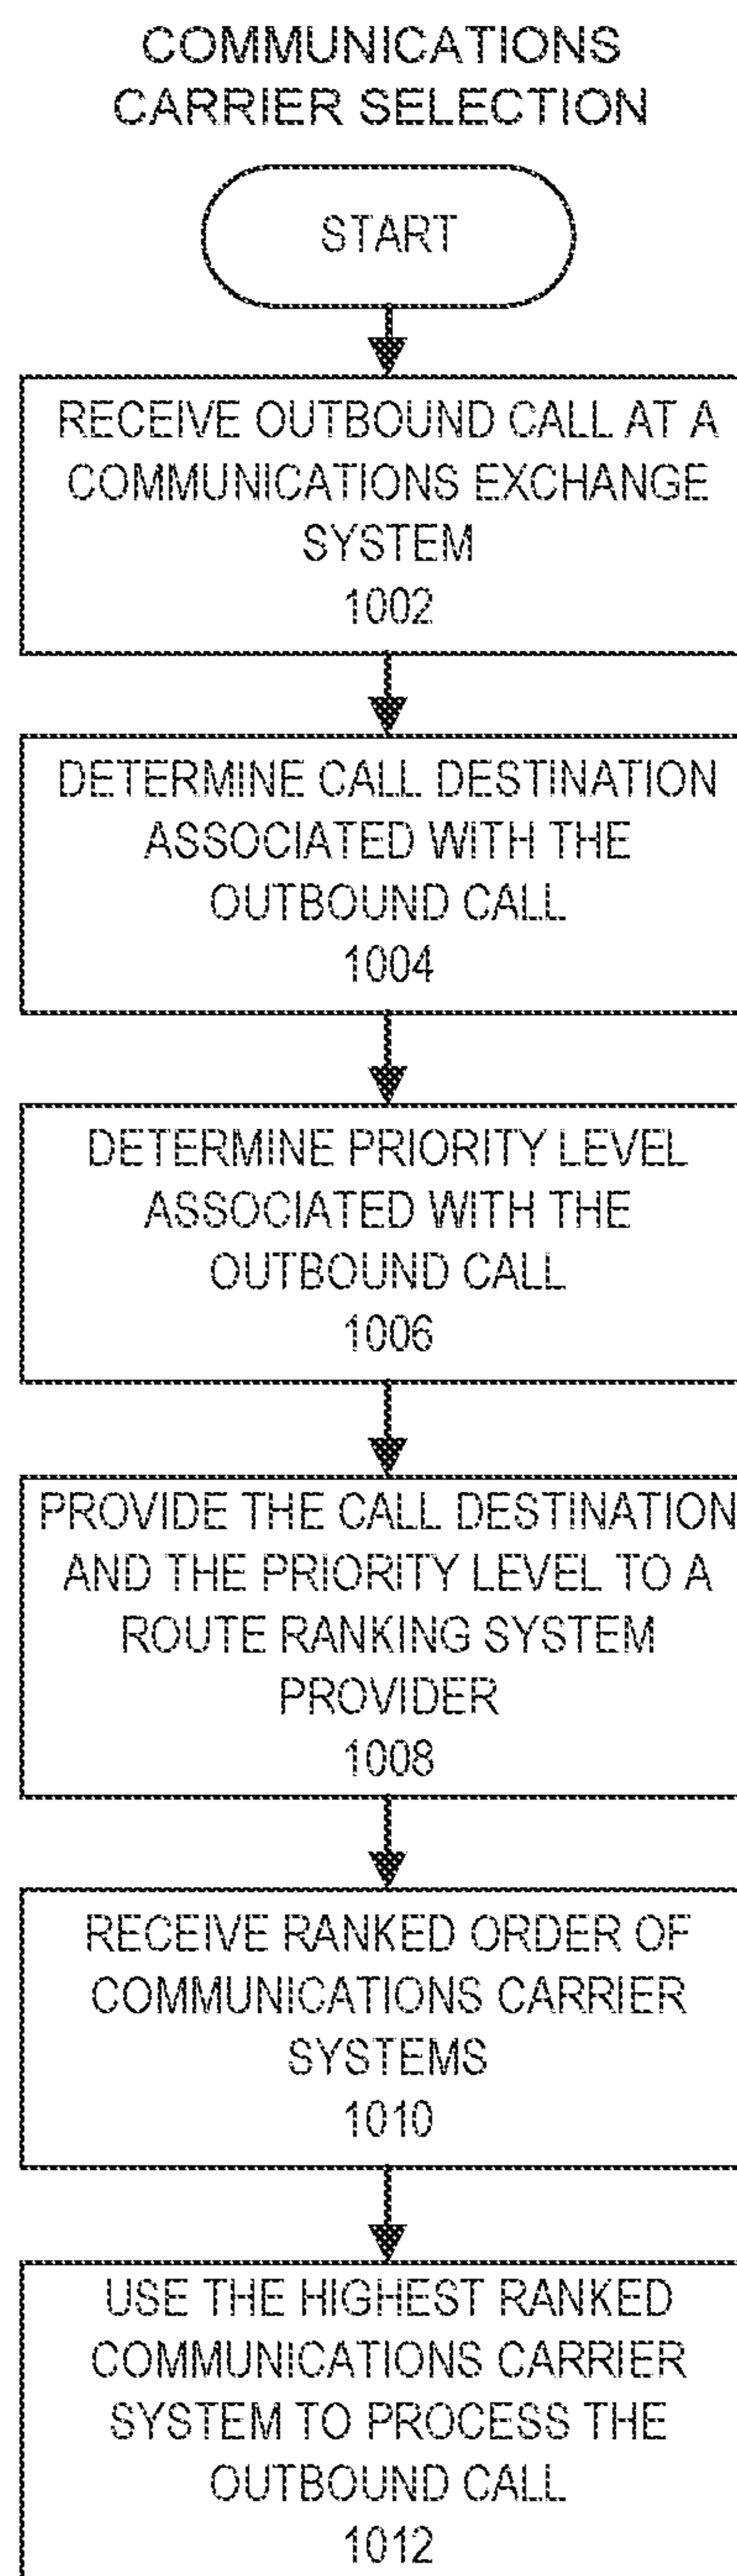 COMMUNICATIONS
CARRIER SELECTION
START
RECEIVE OUTBOUND CALL AT A
COMMUNICATIONS EXCHANGE
SYSTEM
1002
DETERMINE CALL DESTINATION
ASSOCIATED WITH THE
OUTBOUND CALL
1004
DETERMINE PRIORITY LEVEL
ASSOCIATED WITH THE
OUTBOUND CALL
1006
PROVIDE THE CALL DESTINATION
AND THE PRIORITY LEVEL TO A
ROUTE RANKING SYSTEM
PROVIDER
1008
RECEIVE RANKED ORDER OF
COMMUNICATIONS CARRIER
SYSTEMS
1010
USE THE HIGHEST RANKED
COMMUNICATIONS CARRIER
SYSTEM TO PROCESS THE
OUTBOUND CALL
1012